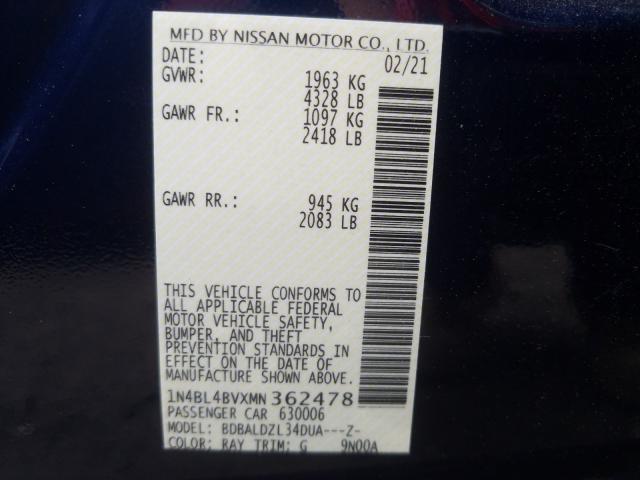 MFD BY NISSAN MOTOR CO., LTD.
DATE: 02/21
GVWR: 1963 KG
4328 LB
GAWR FR.: 1097 KG
2418 LB
GAWR RR.: 945 KG
2083 LB
THIS VEHICLE CONFORMS TO
ALL APPLICABLE FEDERAL
MOTOR VEHICLE SAFETY,
BUMPER, AND THEFT
PREVENTION STANDARDS IN
EFFECT ON THE DATE OF
MANUFACTURE SHOWN ABOVE.
1N4BL4BVXMN362478
PASSENGER CAR 630006
MODEL: BDBALDZL34DUA---Z-
COLOR: RAY TRIM: G 9N00A